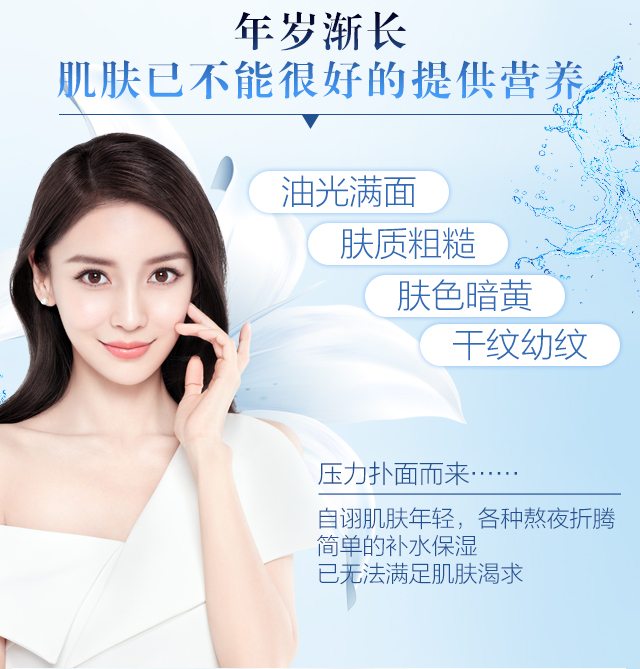 年岁渐长
肌肤已不能很好的提供营养
油光满面
肤质粗糙
肤色暗黄
干纹幼纹
压力扑面而来······
自诩肌肤年轻，各种熬夜折腾
简单的补水保湿
已无法满足肌肤渴求